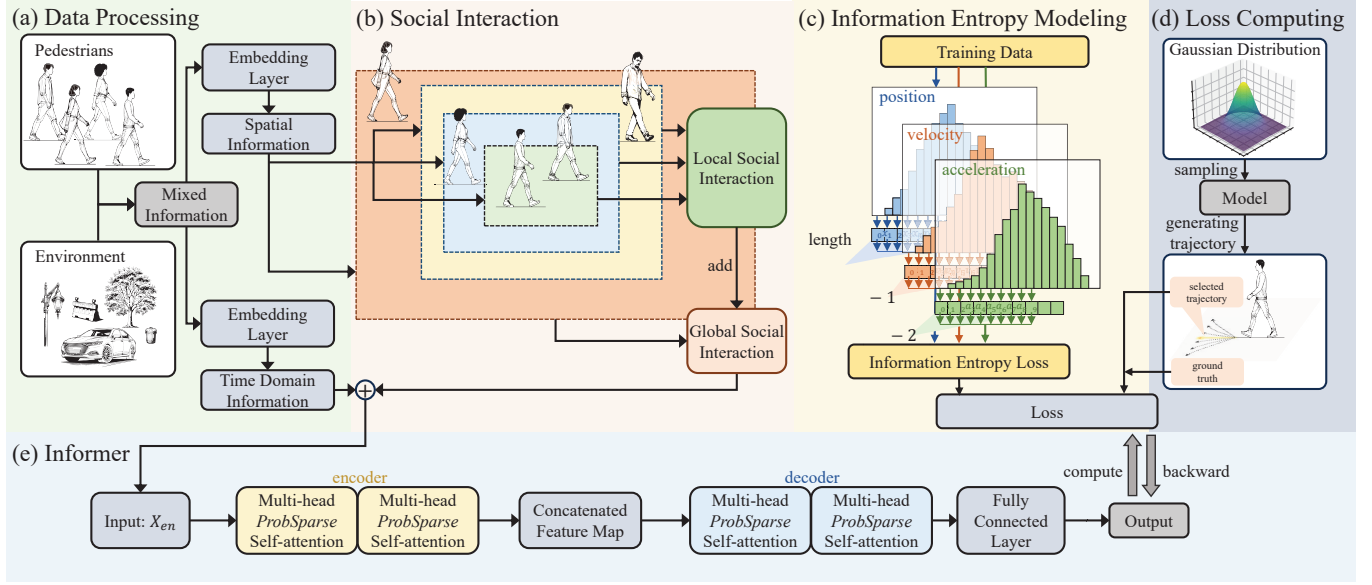 (a) Data Processing
Pedestrians
Environment
Mixed
Information
Embedding
Layer
Spatial
Information
Embedding
Layer
Time Domain
Information
+
(b) Social Interaction
Local Social
Interaction
add
Global Social
Interaction
(c) Information Entropy Modeling
Training Data
position
velocity
acceleration
length
− 1
− 2
Information Entropy Loss
(d) Loss Computing
Gaussian Distribution
sampling
Model
generating
trajectory
selected
trajectory
ground
truth
Loss
compute
backward
(e) Informer
Input: X_en
encoder
Multi-head
ProbSparse
Self-attention
Multi-head
ProbSparse
Self-attention
Concatenated
Feature Map
decoder
Multi-head
ProbSparse
Self-attention
Multi-head
ProbSparse
Self-attention
Fully
Connected
Layer
Output